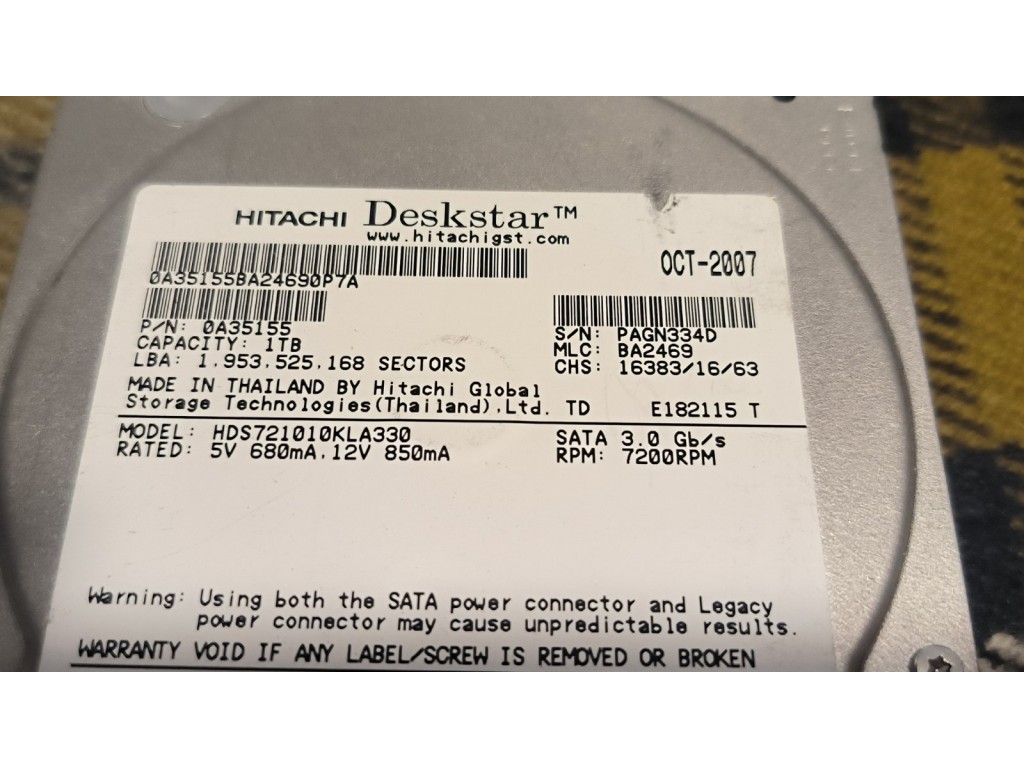 HITACHI Deskstar™
www.hitachigst.com
OCT-2007
0A35155BA24690P7A
P/N: 0A35155
CAPACITY: 1TB
LBA: 1,953,525,168 SECTORS
S/N: PAGN334D
MLC: BA2469
CHS: 16383/16/63
MADE IN THAILAND BY Hitachi Global
Storage Technologies(Thailand),Ltd. TD E182115 T
MODEL: HDS721010KLA330
RATED: 5V 680mA, 12V 850mA
SATA 3.0 Gb/s
RPM: 7200RPM
Warning: Using both the SATA power connector and Legacy
power connector may cause unpredictable results.
WARRANTY VOID IF ANY LABEL/SCREW IS REMOVED OR BROKEN